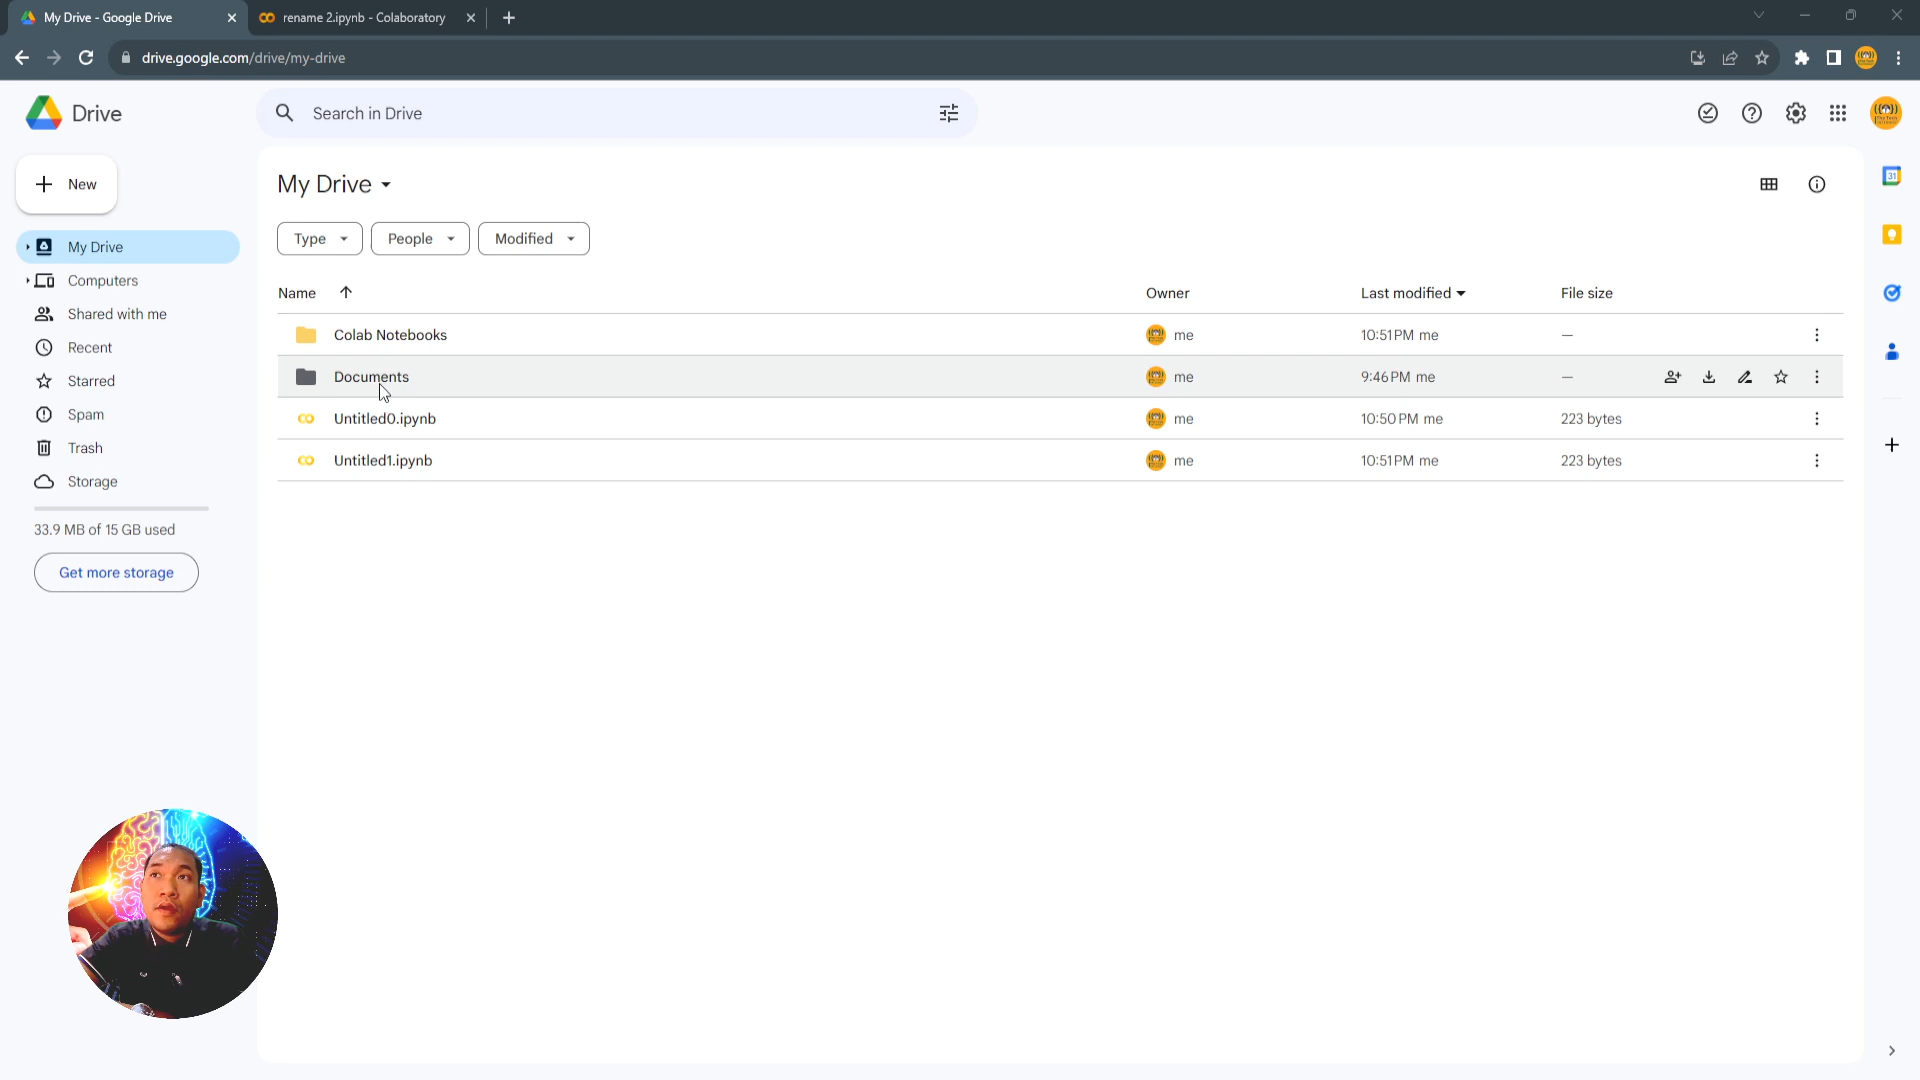 My Drive - Google Drive
rename 2.ipynb - Colaboratory
drive.google.com/drive/my-drive
Drive
Search in Drive
New
My Drive
Computers
Shared with me
Recent
Starred
Spam
Trash
Storage
33.9 MB of 15 GB used
Get more storage
My Drive
Type People Modified
Name Owner Last modified File size
Colab Notebooks me 10:51 PM me —
Documents me 9:46 PM me —
Untitled0.ipynb me 10:50 PM me 223 bytes
Untitled1.ipynb me 10:51 PM me 223 bytes
31